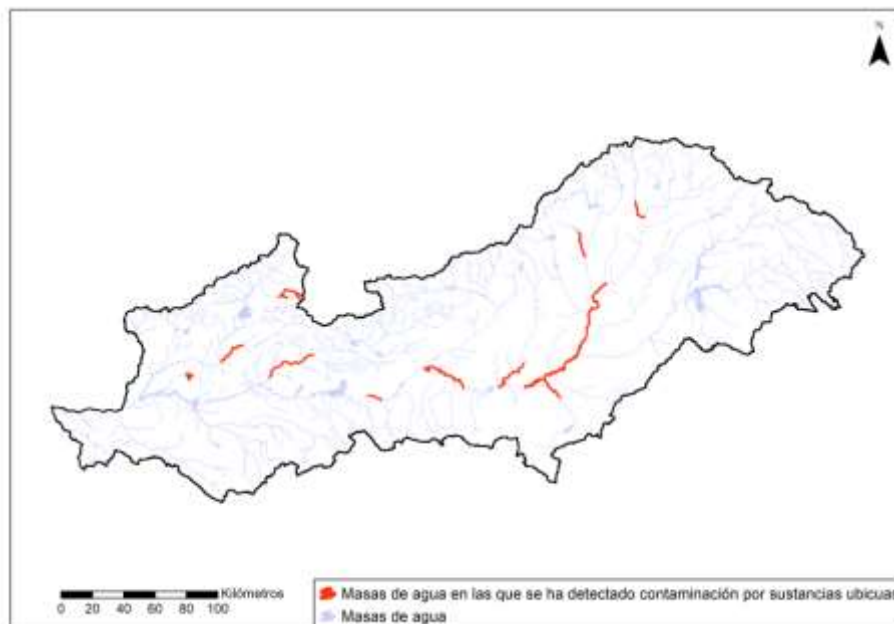 N
Kilómetros
0 20 40 60 80 100
Masas de agua en las que se ha detectado contaminación por sustancias ubicuas
Masas de agua